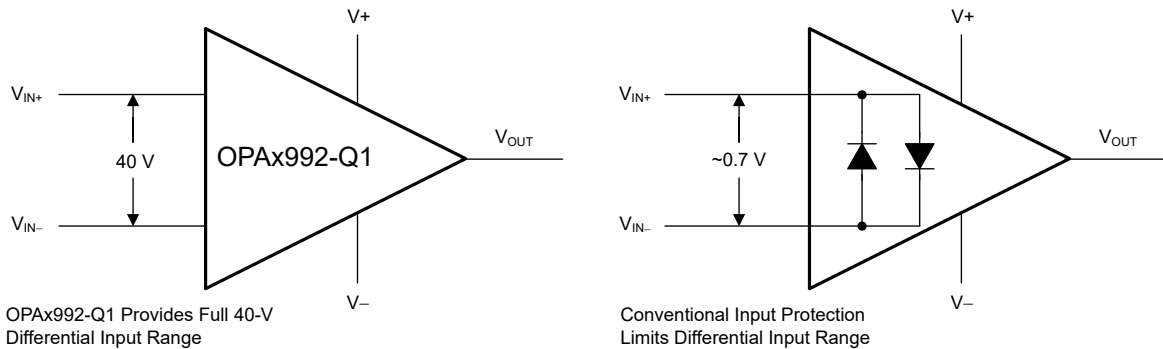 V+
VIN+
40 V
OPAx992-Q1
VOUT
VIN–
V–
OPAx992-Q1 Provides Full 40-V
Differential Input Range
V+
VIN+
~0.7 V
VOUT
VIN–
V–
Conventional Input Protection
Limits Differential Input Range